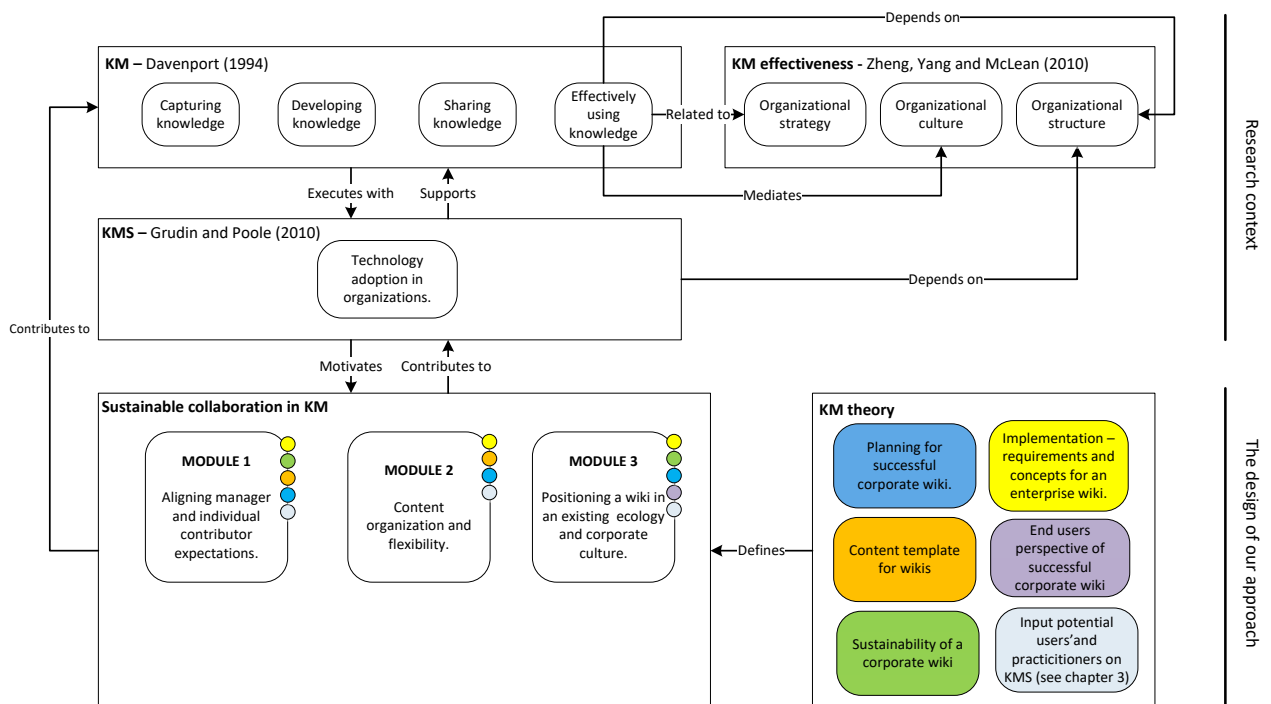 Depends on
KM – Davenport (1994)
Capturing
knowledge
Developing
knowledge
Sharing
knowledge
Effectively
using
knowledge
Related to
KM effectiveness - Zheng, Yang and McLean (2010)
Organizational
strategy
Organizational
culture
Organizational
structure
Mediates
Executes with
Supports
KMS – Grudin and Poole (2010)
Technology
adoption in
organizations.
Depends on
Contributes to
Motivates
Contributes to
Research context
Sustainable collaboration in KM
MODULE 1
Aligning manager
and individual
contributor
expectations.
MODULE 2
Content
organization and
flexibility.
MODULE 3
Positioning a wiki in
an existing ecology
and corporate
culture.
Defines
KM theory
Planning for
successful
corporate wiki.
Implementation –
requirements and
concepts for an
enterprise wiki.
Content template
for wikis
End users
perspective of
successful
corporate wiki
Sustainability of a
corporate wiki
Input potential
users’and
practicitioners on
KMS (see chapter 3)
The design of our approach